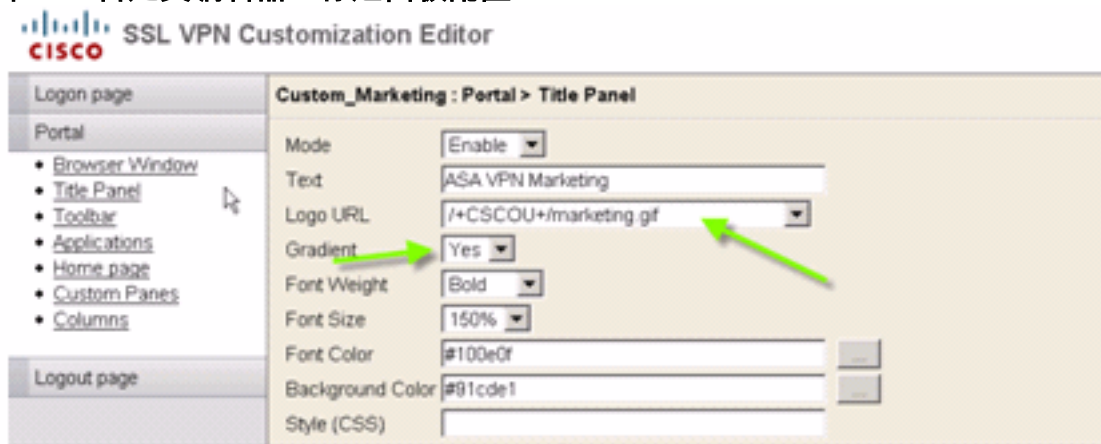 CISCO SSL VPN Customization Editor
Logon page
Custom_Marketing : Portal > Title Panel
Portal
• Browser Window
• Title Panel
• Toolbar
• Applications
• Home page
• Custom Panes
• Columns
Logout page
Mode Enable
Text ASA VPN Marketing
Logo URL /+CSCOU+/marketing.gif
Gradient Yes
Font Weight Bold
Font Size 150%
Font Color #100e0f ...
Background Color #91cde1 ...
Style (CSS)